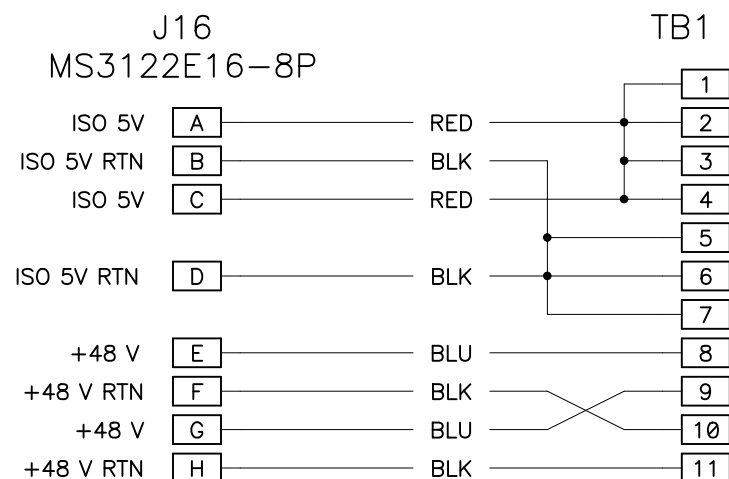 J16 TB1
MS3122E16-8P
1
ISO 5V A RED 2
ISO 5V RTN B BLK 3
ISO 5V C RED 4
5
ISO 5V RTN D BLK 6
7
+48 V E BLU 8
+48 V RTN F BLK 9
+48 V G BLU 10
+48 V RTN H BLK 11